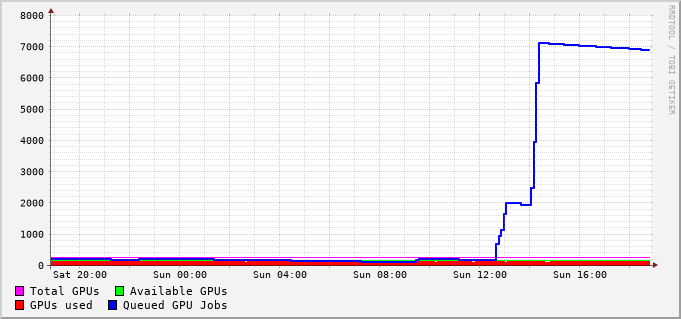 8000
7000
6000
5000
4000
3000
2000
1000
0
Sat 20:00 Sun 00:00 Sun 04:00 Sun 08:00 Sun 12:00 Sun 16:00
Total GPUs Available GPUs
GPUs used Queued GPU Jobs
RRDTOOL / TOBI OETIKER